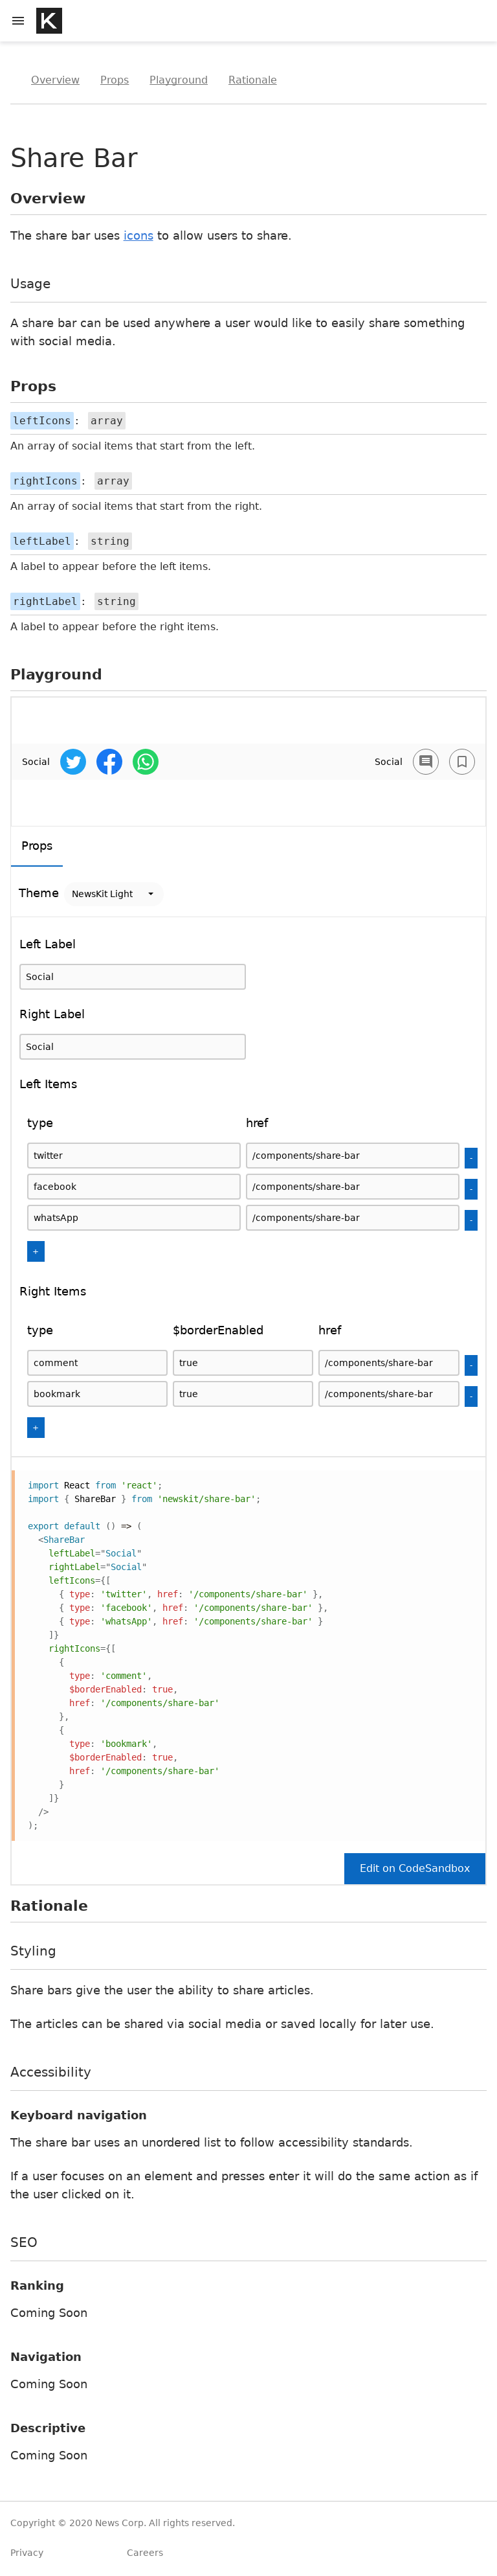 K
Overview Props Playground Rationale
Share Bar
Overview
The share bar uses icons to allow users to share.
Usage
A share bar can be used anywhere a user would like to easily share something
with social media.
Props
leftIcons: array
An array of social items that start from the left.
rightIcons: array
An array of social items that start from the right.
leftLabel: string
A label to appear before the left items.
rightLabel: string
A label to appear before the right items.
Playground
Social Social
Props
Theme NewsKit Light
Left Label
Social
Right Label
Social
Left Items
type href
twitter /components/share-bar -
facebook /components/share-bar -
whatsApp /components/share-bar -
+
Right Items
type $borderEnabled href
comment true /components/share-bar -
bookmark true /components/share-bar -
+
import React from 'react';
import { ShareBar } from 'newskit/share-bar';
export default () => (
<ShareBar
leftLabel="Social"
rightLabel="Social"
leftIcons={[
{ type: 'twitter', href: '/components/share-bar' },
{ type: 'facebook', href: '/components/share-bar' },
{ type: 'whatsApp', href: '/components/share-bar' }
]}
rightIcons={[
{
type: 'comment',
$borderEnabled: true,
href: '/components/share-bar'
},
{
type: 'bookmark',
$borderEnabled: true,
href: '/components/share-bar'
}
]}
/>
);
Edit on CodeSandbox
Rationale
Styling
Share bars give the user the ability to share articles.
The articles can be shared via social media or saved locally for later use.
Accessibility
Keyboard navigation
The share bar uses an unordered list to follow accessibility standards.
If a user focuses on an element and presses enter it will do the same action as if
the user clicked on it.
SEO
Ranking
Coming Soon
Navigation
Coming Soon
Descriptive
Coming Soon
Copyright © 2020 News Corp. All rights reserved.
Privacy Careers